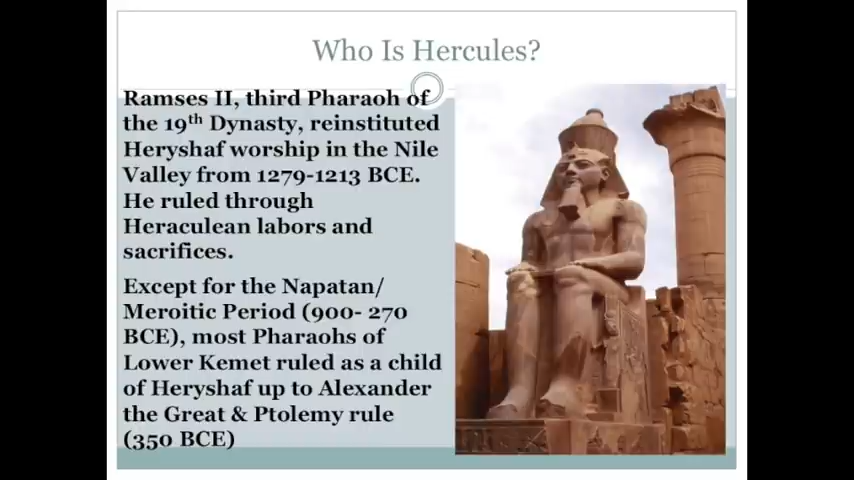 Who Is Hercules?
Ramses II, third Pharaoh of
the 19th Dynasty, reinstituted
Heryshaf worship in the Nile
Valley from 1279-1213 BCE.
He ruled through
Heraculean labors and
sacrifices.
Except for the Napatan/
Meroitic Period (900- 270
BCE), most Pharaohs of
Lower Kemet ruled as a child
of Heryshaf up to Alexander
the Great & Ptolemy rule
(350 BCE)